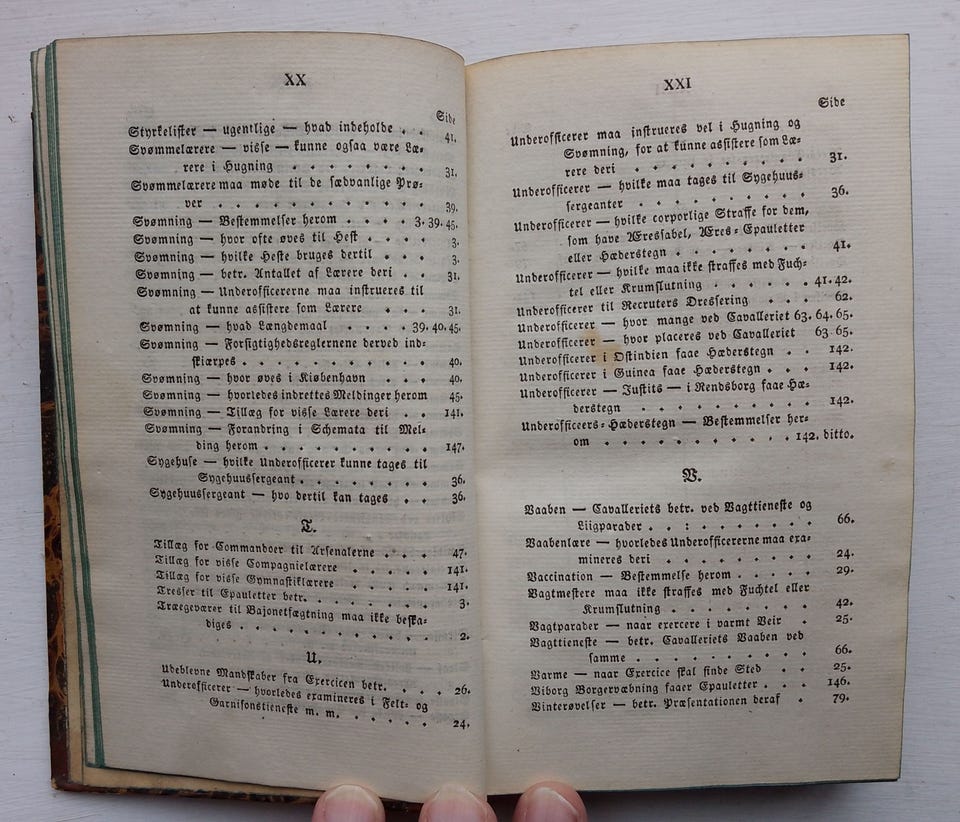 XX
Side
Styrkelister — ugentlige — hvad indeholde . . 41.
Svømmelærere — visse — kunne ogsaa være Læ-
rere i Hugning . . . . . . . . 31.
Svømmelærere maa møde til de sædvanlige Prø-
ver . . . . . . . . . . . 39.
Svømning — Bestemmelser herom . . . . 3. 39. 45.
Svømning — hvor ofte øves til Hest . . . . 3.
Svømning — hvilke Heste bruges dertil . . . 3.
Svømning — betr. Antallet af Lærere deri . . 31.
Svømning — Underofficererne maa instrueres til
at kunne assistere som Lærere . . . . 31.
Svømning — hvad Længdemaal . . . . 39. 40. 45.
Svømning — Forsigtighedsreglernene derved ind-
skiærpes . . . . . . . . . . 40.
Svømning — hvor øves i Kiøbenhavn . . . 40.
Svømning — hvorledes indrettes Meldinger herom 45.
Svømning — Tillæg for visse Lærere deri . . 141.
Svømning — Forandring i Schemata til Mel-
ding herom . . . . . . . . . 147.
Sygehuse — hvilke Underofficerer kunne tages til
Sygehuussergeant . . . . . . . 36.
Sygehuussergeant — hvo dertil kan tages . . 36.
T.
Tillæg for Commandoer til Arsenalerne . . . 47.
Tillæg for visse Compagnielærere . . . . 141.
Tillæg for visse Gymnastiklærere . . . . 141.
Tresser til Epauletter betr. . . . . . . 3.
Trægeværer til Bajonetfægtning maa ikke beska-
diges . . . . . . . . . . . 2.
U.
Udeblevne Mandskaber fra Exercicen betr. . . . 26.
Underofficerer — hvorledes examineres i Felt- og
Garnisonstieneste m. m. . . . . . 24.
XXI
Side
Underofficerer maa instrueres vel i Hugning og
Svømning, for at kunne assistere som Læ-
rere deri . . . . . . . . . 31.
Underofficerer — hvilke maa tages til Sygehuus-
sergeanter . . . . . . . . . 36.
Underofficerer — hvilke corporlige Straffe for dem,
som have Æressabel, Æres-Epauletter
eller Hæderstegn . . . . . . . 41.
Underofficerer — hvilke maa ikke straffes med Fuch-
tel eller Krumslutning . . . . . . 41. 42.
Underofficerer til Recruters Dressering . . . 62.
Underofficerer — hvor mange ved Cavalleriet 63. 64. 65.
Underofficerer — hvor placeres ved Cavalleriet 63. 65.
Underofficerer i Ostindien faae Hæderstegn . . 142.
Underofficerer i Guinea faae Hæderstegn . . . 142.
Underofficerer — Justits — i Rendsborg faae Hæ-
derstegn . . . . . . . . . 142.
Underofficeers-Hæderstegn — Bestemmelser her-
om . . . . . . . . . . . 142. ditto.
V.
Vaaben — Cavalleriets betr. ved Vagttieneste og
Liigparader . . : . . . . . . 66.
Vaabenlære — hvorledes Underofficererne maa exa-
mineres deri . . . . . . . . 24.
Vaccination — Bestemmelse herom . . . . . 29.
Vagtmestere maa ikke straffes med Fuchtel eller
Krumslutning . . . . . . . . 42.
Vagtparader — naar exercere i varmt Veir . 25.
Vagttieneste — betr. Cavalleriets Vaaben ved
samme . . . . . . . . . . 66.
Varme — naar Exercice skal finde Sted . . 25.
Viborg Borgervæbning faaer Epauletter . . . 146.
Vinterøvelser — betr. Præsentationen deraf . 79.